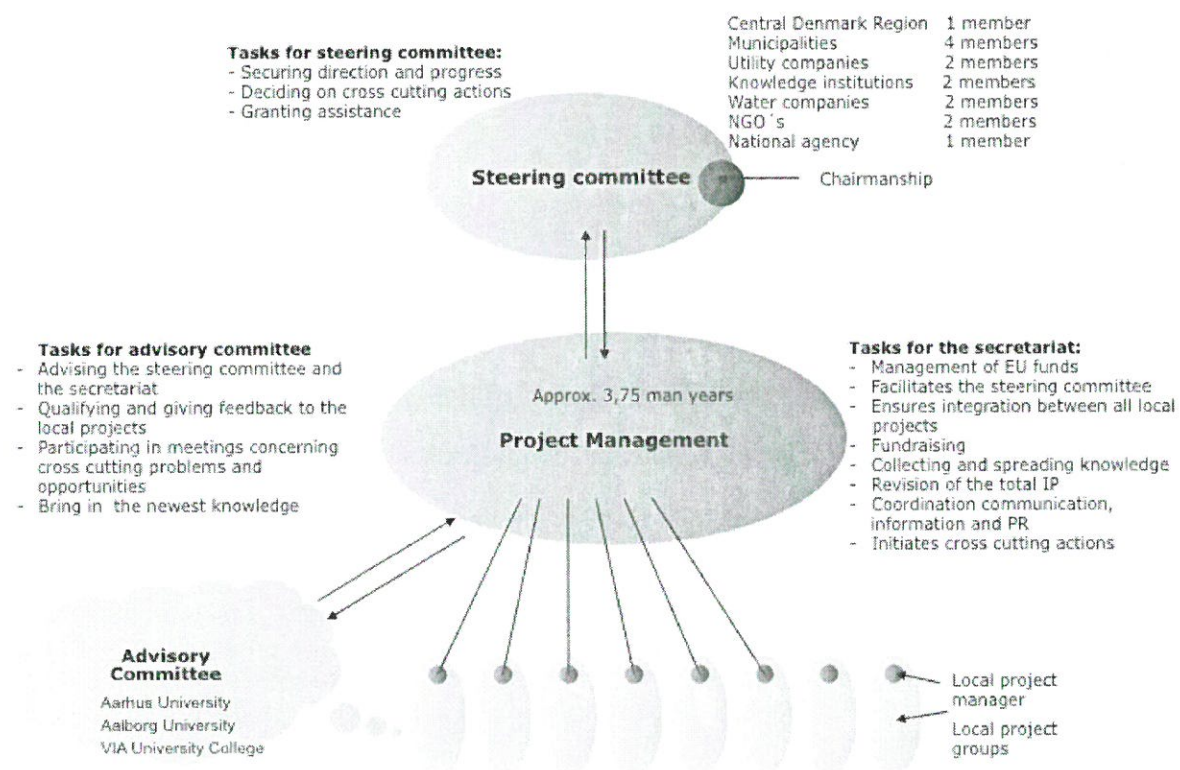 Central Denmark Region 1 member
Municipalities 4 members
Utility companies 2 members
Knowledge institutions 2 members
Water companies 2 members
NGO´s 2 members
National agency 1 member
Tasks for steering committee:
- Securing direction and progress
- Deciding on cross cutting actions
- Granting assistance
Steering committee
Chairmanship
Tasks for advisory committee
- Advising the steering committee and
the secretariat
- Qualifying and giving feedback to the
local projects
- Participating in meetings concerning
cross cutting problems and
opportunities
- Bring in the newest knowledge
Approx. 3,75 man years
Project Management
Tasks for the secretariat:
- Management of EU funds
- Facilitates the steering committee
- Ensures integration between all local
projects
- Fundraising
- Collecting and spreading knowledge
- Revision of the total IP
- Coordination communication,
information and PR
- Initiates cross cutting actions
Advisory
Committee
Aarhus University
Aalborg University
VIA University College
Local project
manager
Local project
groups